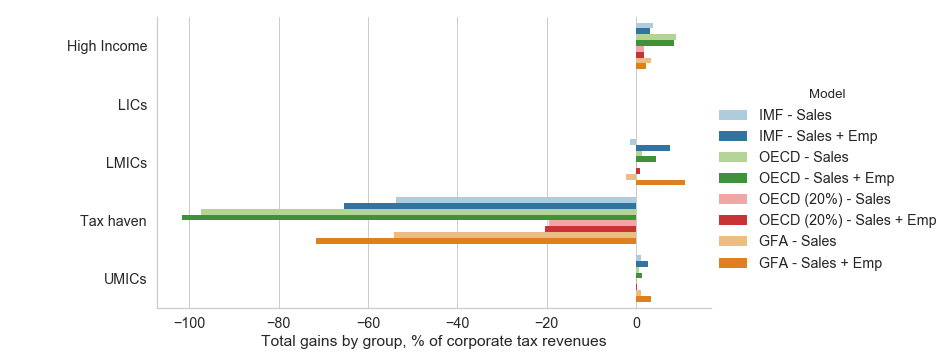 High Income
LICs
LMICs
Tax haven
UMICs
−100
−80
−60
−40
−20
0
Total gains by group, % of corporate tax revenues
Model
IMF - Sales
IMF - Sales + Emp
OECD - Sales
OECD - Sales + Emp
OECD (20%) - Sales
OECD (20%) - Sales + Emp
GFA - Sales
GFA - Sales + Emp